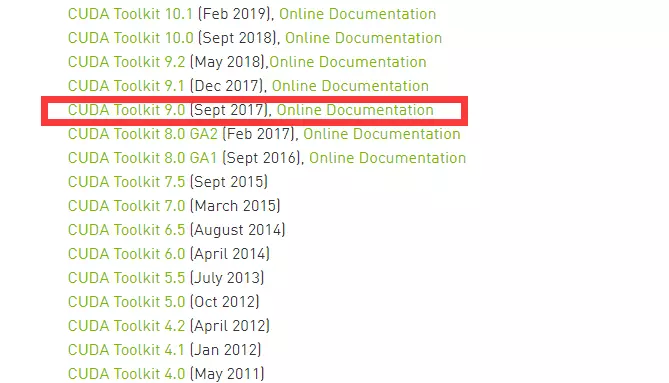 CUDA Toolkit 10.1 (Feb 2019), Online Documentation
CUDA Toolkit 10.0 (Sept 2018), Online Documentation
CUDA Toolkit 9.2 (May 2018),Online Documentation
CUDA Toolkit 9.1 (Dec 2017), Online Documentation
CUDA Toolkit 9.0 (Sept 2017), Online Documentation
CUDA Toolkit 8.0 GA2 (Feb 2017), Online Documentation
CUDA Toolkit 8.0 GA1 (Sept 2016), Online Documentation
CUDA Toolkit 7.5 (Sept 2015)
CUDA Toolkit 7.0 (March 2015)
CUDA Toolkit 6.5 (August 2014)
CUDA Toolkit 6.0 (April 2014)
CUDA Toolkit 5.5 (July 2013)
CUDA Toolkit 5.0 (Oct 2012)
CUDA Toolkit 4.2 (April 2012)
CUDA Toolkit 4.1 (Jan 2012)
CUDA Toolkit 4.0 (May 2011)